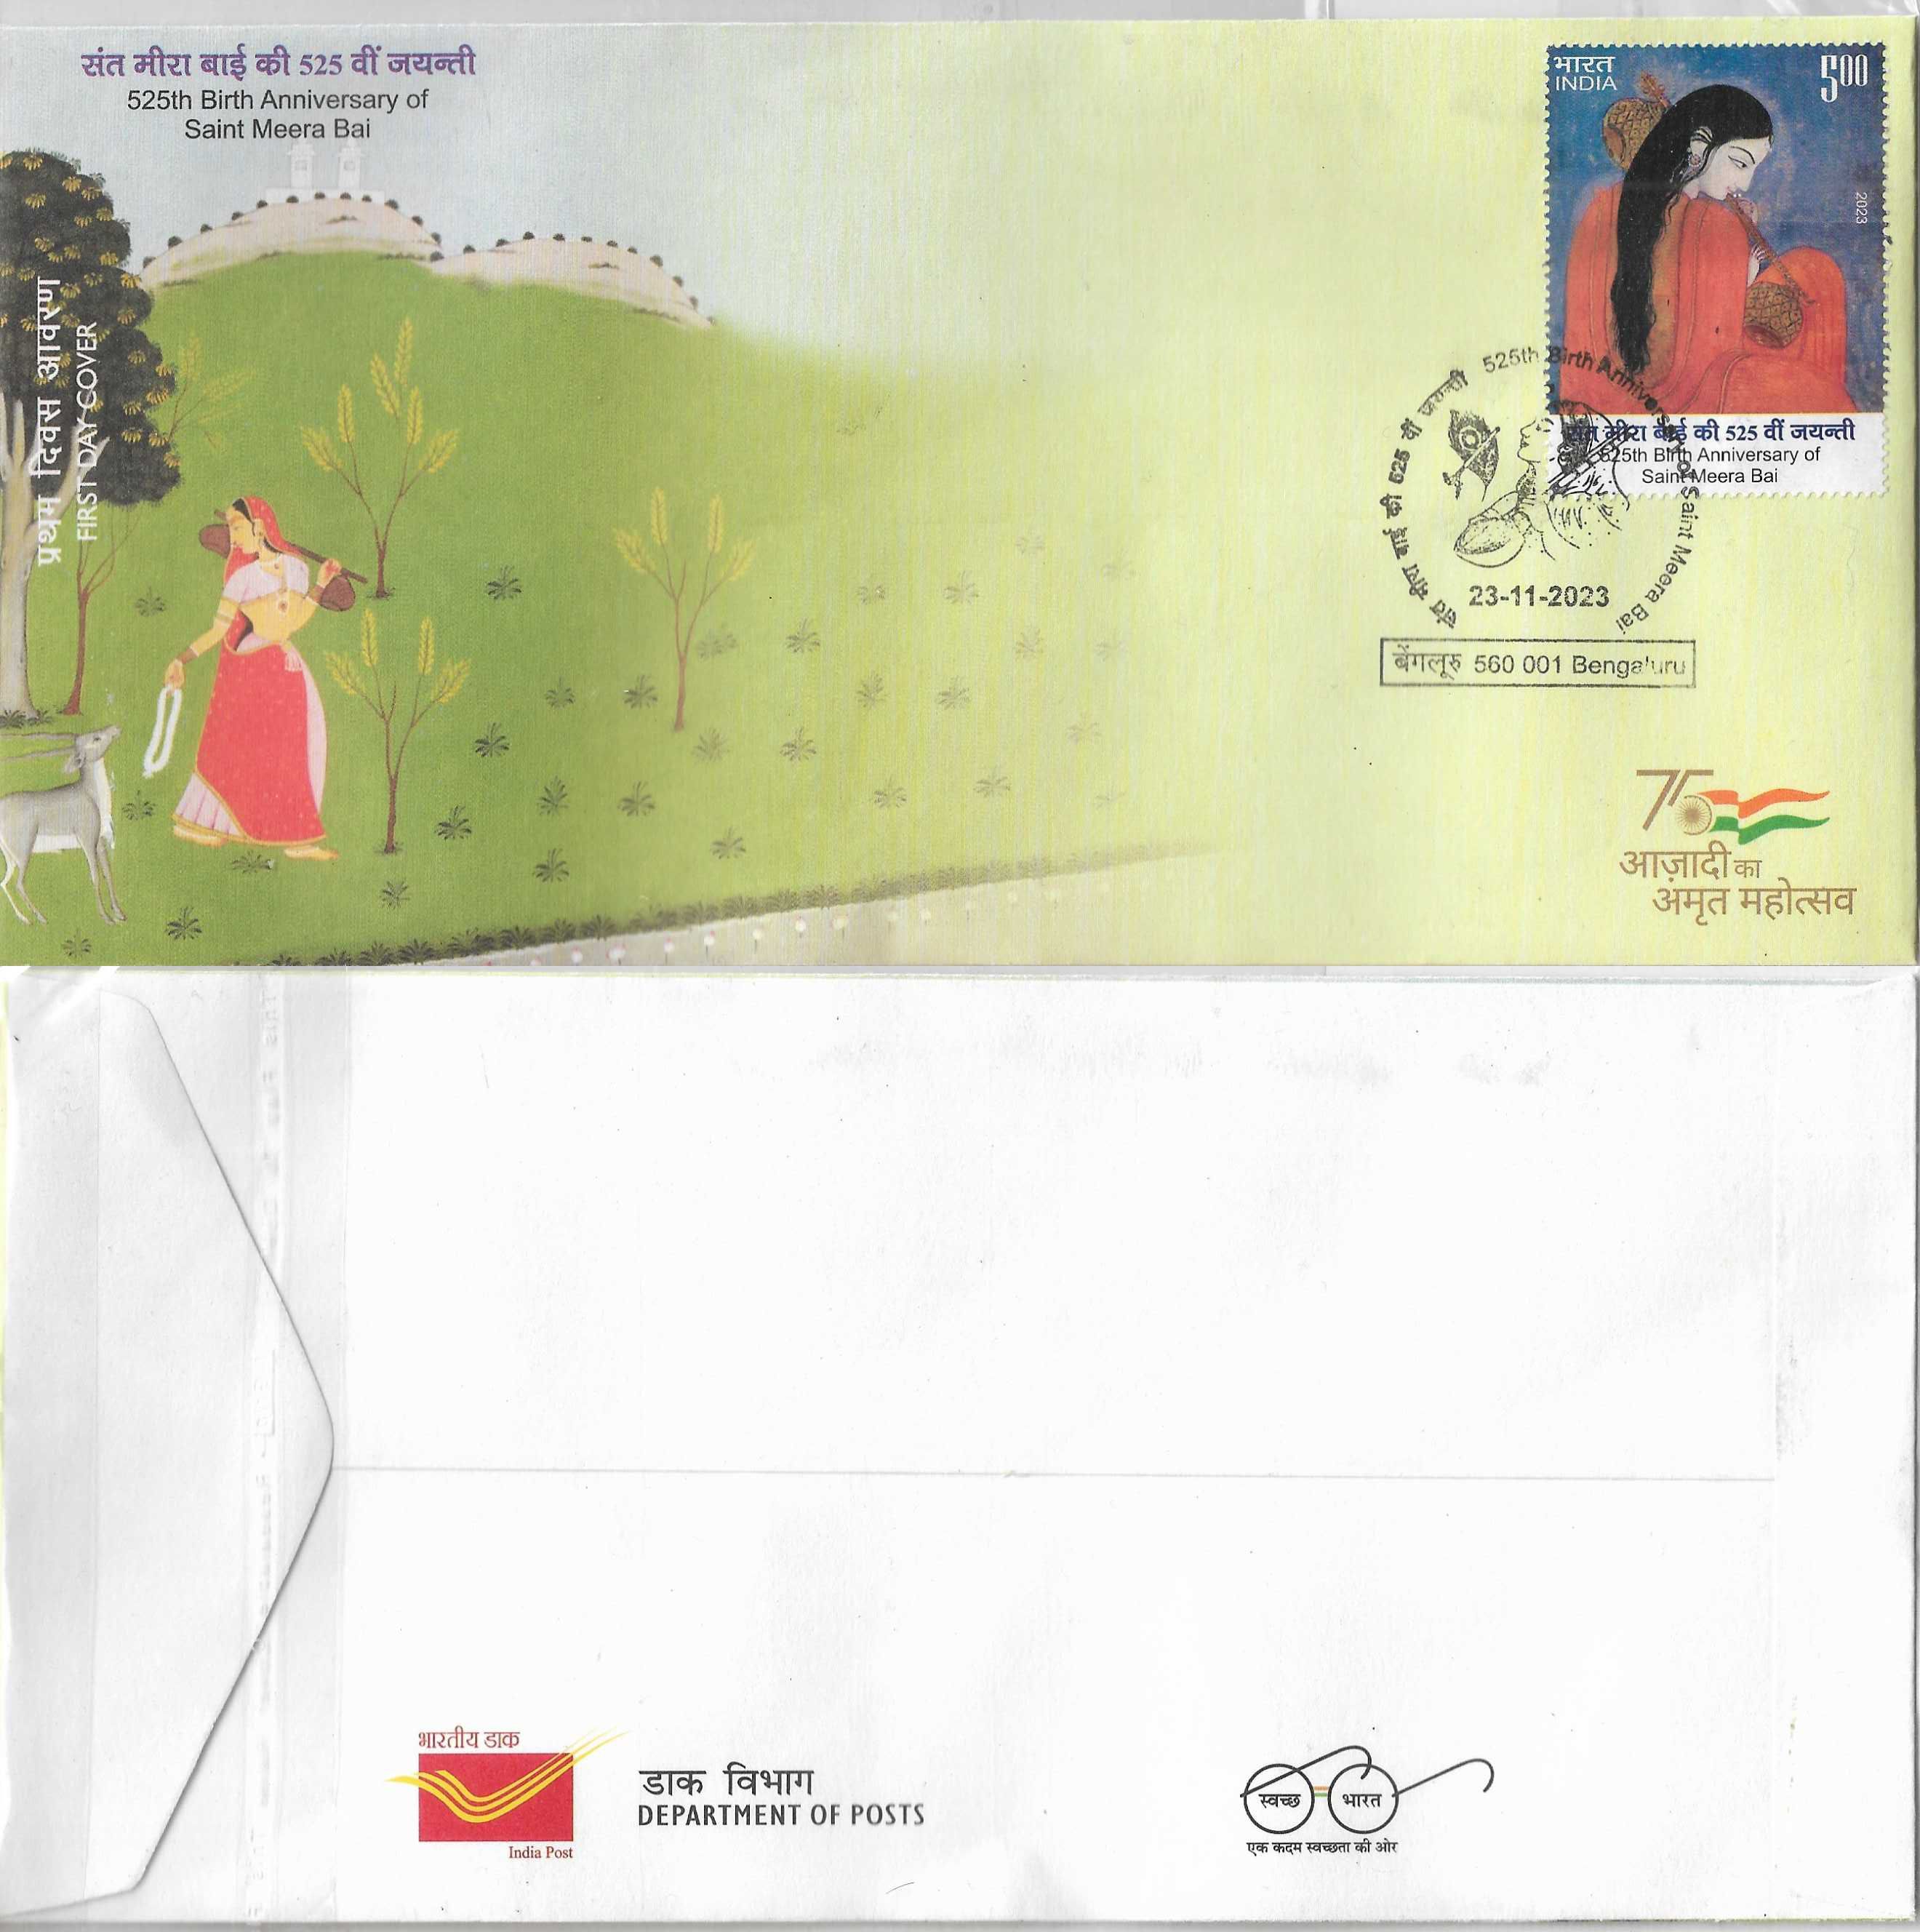 संत मीरा बाई की 525 वीं जयन्ती
525th Birth Anniversary of
Saint Meera Bai
प्रथम दिवस आवरण
FIRST DAY COVER
भारत
INDIA
500
2023
संत मीरा बाई की 525 वीं जयन्ती
525th Birth Anniversary of
Saint Meera Bai
संत मीरा बाई की 525 वीं जयन्ती 525th Birth Anniversary of Saint Meera Bai
23-11-2023
बेंगलूरु 560 001 Bengaluru
75
आज़ादी का
अमृत महोत्सव
भारतीय डाक
India Post
डाक विभाग
DEPARTMENT OF POSTS
स्वच्छ भारत
एक कदम स्वच्छता की ओर